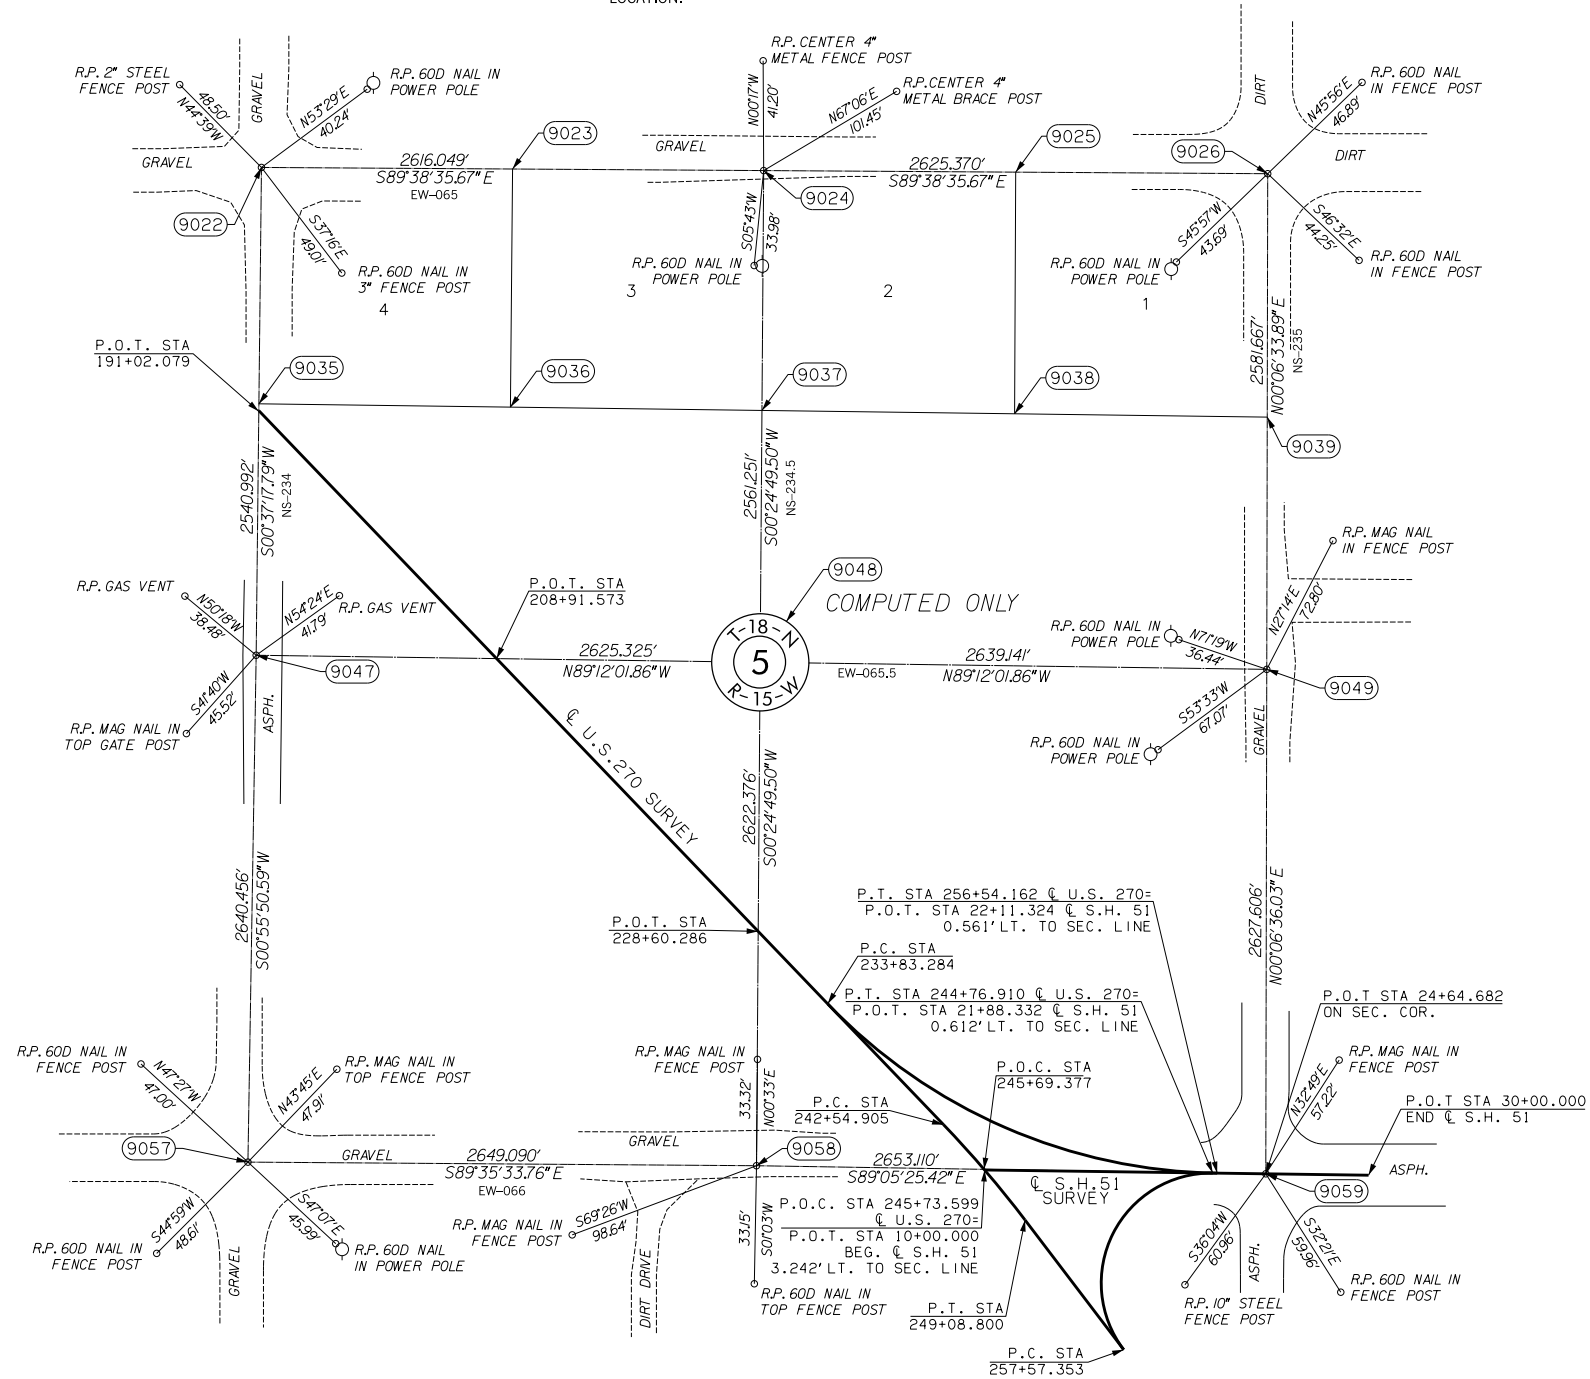 LOCATION.
R.P. CENTER 4"
METAL FENCE POST
R.P. 2" STEEL
FENCE POST
48.50'
N44°39'W
GRAVEL
N53°29'E
40.24'
R.P. 60D NAIL IN
POWER POLE
N00°17'W
41.20'
N67°06'E
101.45'
R.P. CENTER 4"
METAL BRACE POST
DIRT
N45°56'E
46.89'
R.P. 60D NAIL
IN FENCE POST
GRAVEL
9023
9025
9026
DIRT
GRAVEL
2616.049'
S89°38'35.67"E
EW-065
2625.370'
S89°38'35.67"E
9022
9024
S37°16'E
49.01'
S05°43'W
33.98'
S45°57'W
43.69'
S46°32'E
44.25'
R.P. 60D NAIL IN
3" FENCE POST
R.P. 60D NAIL IN
POWER POLE
R.P. 60D NAIL IN
POWER POLE
R.P. 60D NAIL
IN FENCE POST
4
3
2
1
P.O.T. STA
191+02.079
9035
9036
9037
9038
2581.667'
N00°06'33.89"E
NS-235
9039
2540.992'
S00°37'17.79"W
NS-234
2561.251'
S00°24'49.50"W
NS-234.5
R.P. MAG NAIL
IN FENCE POST
R.P. GAS VENT
N50°18'W
38.48'
N54°24'E
41.79'
R.P. GAS VENT
P.O.T. STA
208+91.573
9048
COMPUTED ONLY
R.P. 60D NAIL IN
POWER POLE
N71°19'W
36.44'
N27°14'E
72.80'
T-18-N
5
R-15-W
2625.325'
N89°12'01.86"W
EW-065.5
2639.141'
N89°12'01.86"W
9047
9049
S41°40'W
45.52'
ASPH.
R.P. MAG NAIL IN
TOP GATE POST
S53°33'W
67.07'
GRAVEL
R.P. 60D NAIL IN
POWER POLE
℄ U.S. 270 SURVEY
2622.376'
S00°24'49.50"W
2640.456'
S00°55'50.59"W
P.O.T. STA
228+60.286
P.T. STA 256+54.162 ℄ U.S. 270=
P.O.T. STA 22+11.324 ℄ S.H. 51
0.561' LT. TO SEC. LINE
2627.606'
N00°06'36.03"E
P.C. STA
233+83.284
P.T. STA 244+76.910 ℄ U.S. 270=
P.O.T. STA 21+88.332 ℄ S.H. 51
0.612' LT. TO SEC. LINE
P.O.T STA 24+64.682
ON SEC. COR.
R.P. 60D NAIL IN
FENCE POST
N47°27'W
47.00'
N43°45'E
47.91'
R.P. MAG NAIL IN
TOP FENCE POST
R.P. MAG NAIL IN
FENCE POST
33.32'
N00°33'E
P.O.C. STA
245+69.377
P.C. STA
242+54.905
N32°49'E
57.22'
R.P. MAG NAIL IN
FENCE POST
P.O.T STA 30+00.000
END ℄ S.H. 51
9057
GRAVEL
2649.090'
S89°35'33.76"E
EW-066
GRAVEL
9058
2653.110'
S89°05'25.42"E
℄ S.H. 51
SURVEY
9059
ASPH.
S44°59'W
48.61'
S47°07'E
45.99'
GRAVEL
R.P. 60D NAIL IN
FENCE POST
R.P. 60D NAIL
IN POWER POLE
R.P. MAG NAIL IN
FENCE POST
S69°26'W
98.64'
DIRT DRIVE
33.15'
S01°03'W
P.O.C. STA 245+73.599
℄ U.S. 270=
P.O.T. STA 10+00.000
BEG. ℄ S.H. 51
3.242' LT. TO SEC. LINE
S36°04'W
60.96'
ASPH.
S32°21'E
59.96'
R.P. 60D NAIL IN
TOP FENCE POST
P.T. STA
249+08.800
R.P. 10" STEEL
FENCE POST
R.P. 60D NAIL IN
FENCE POST
P.C. STA
257+57.353